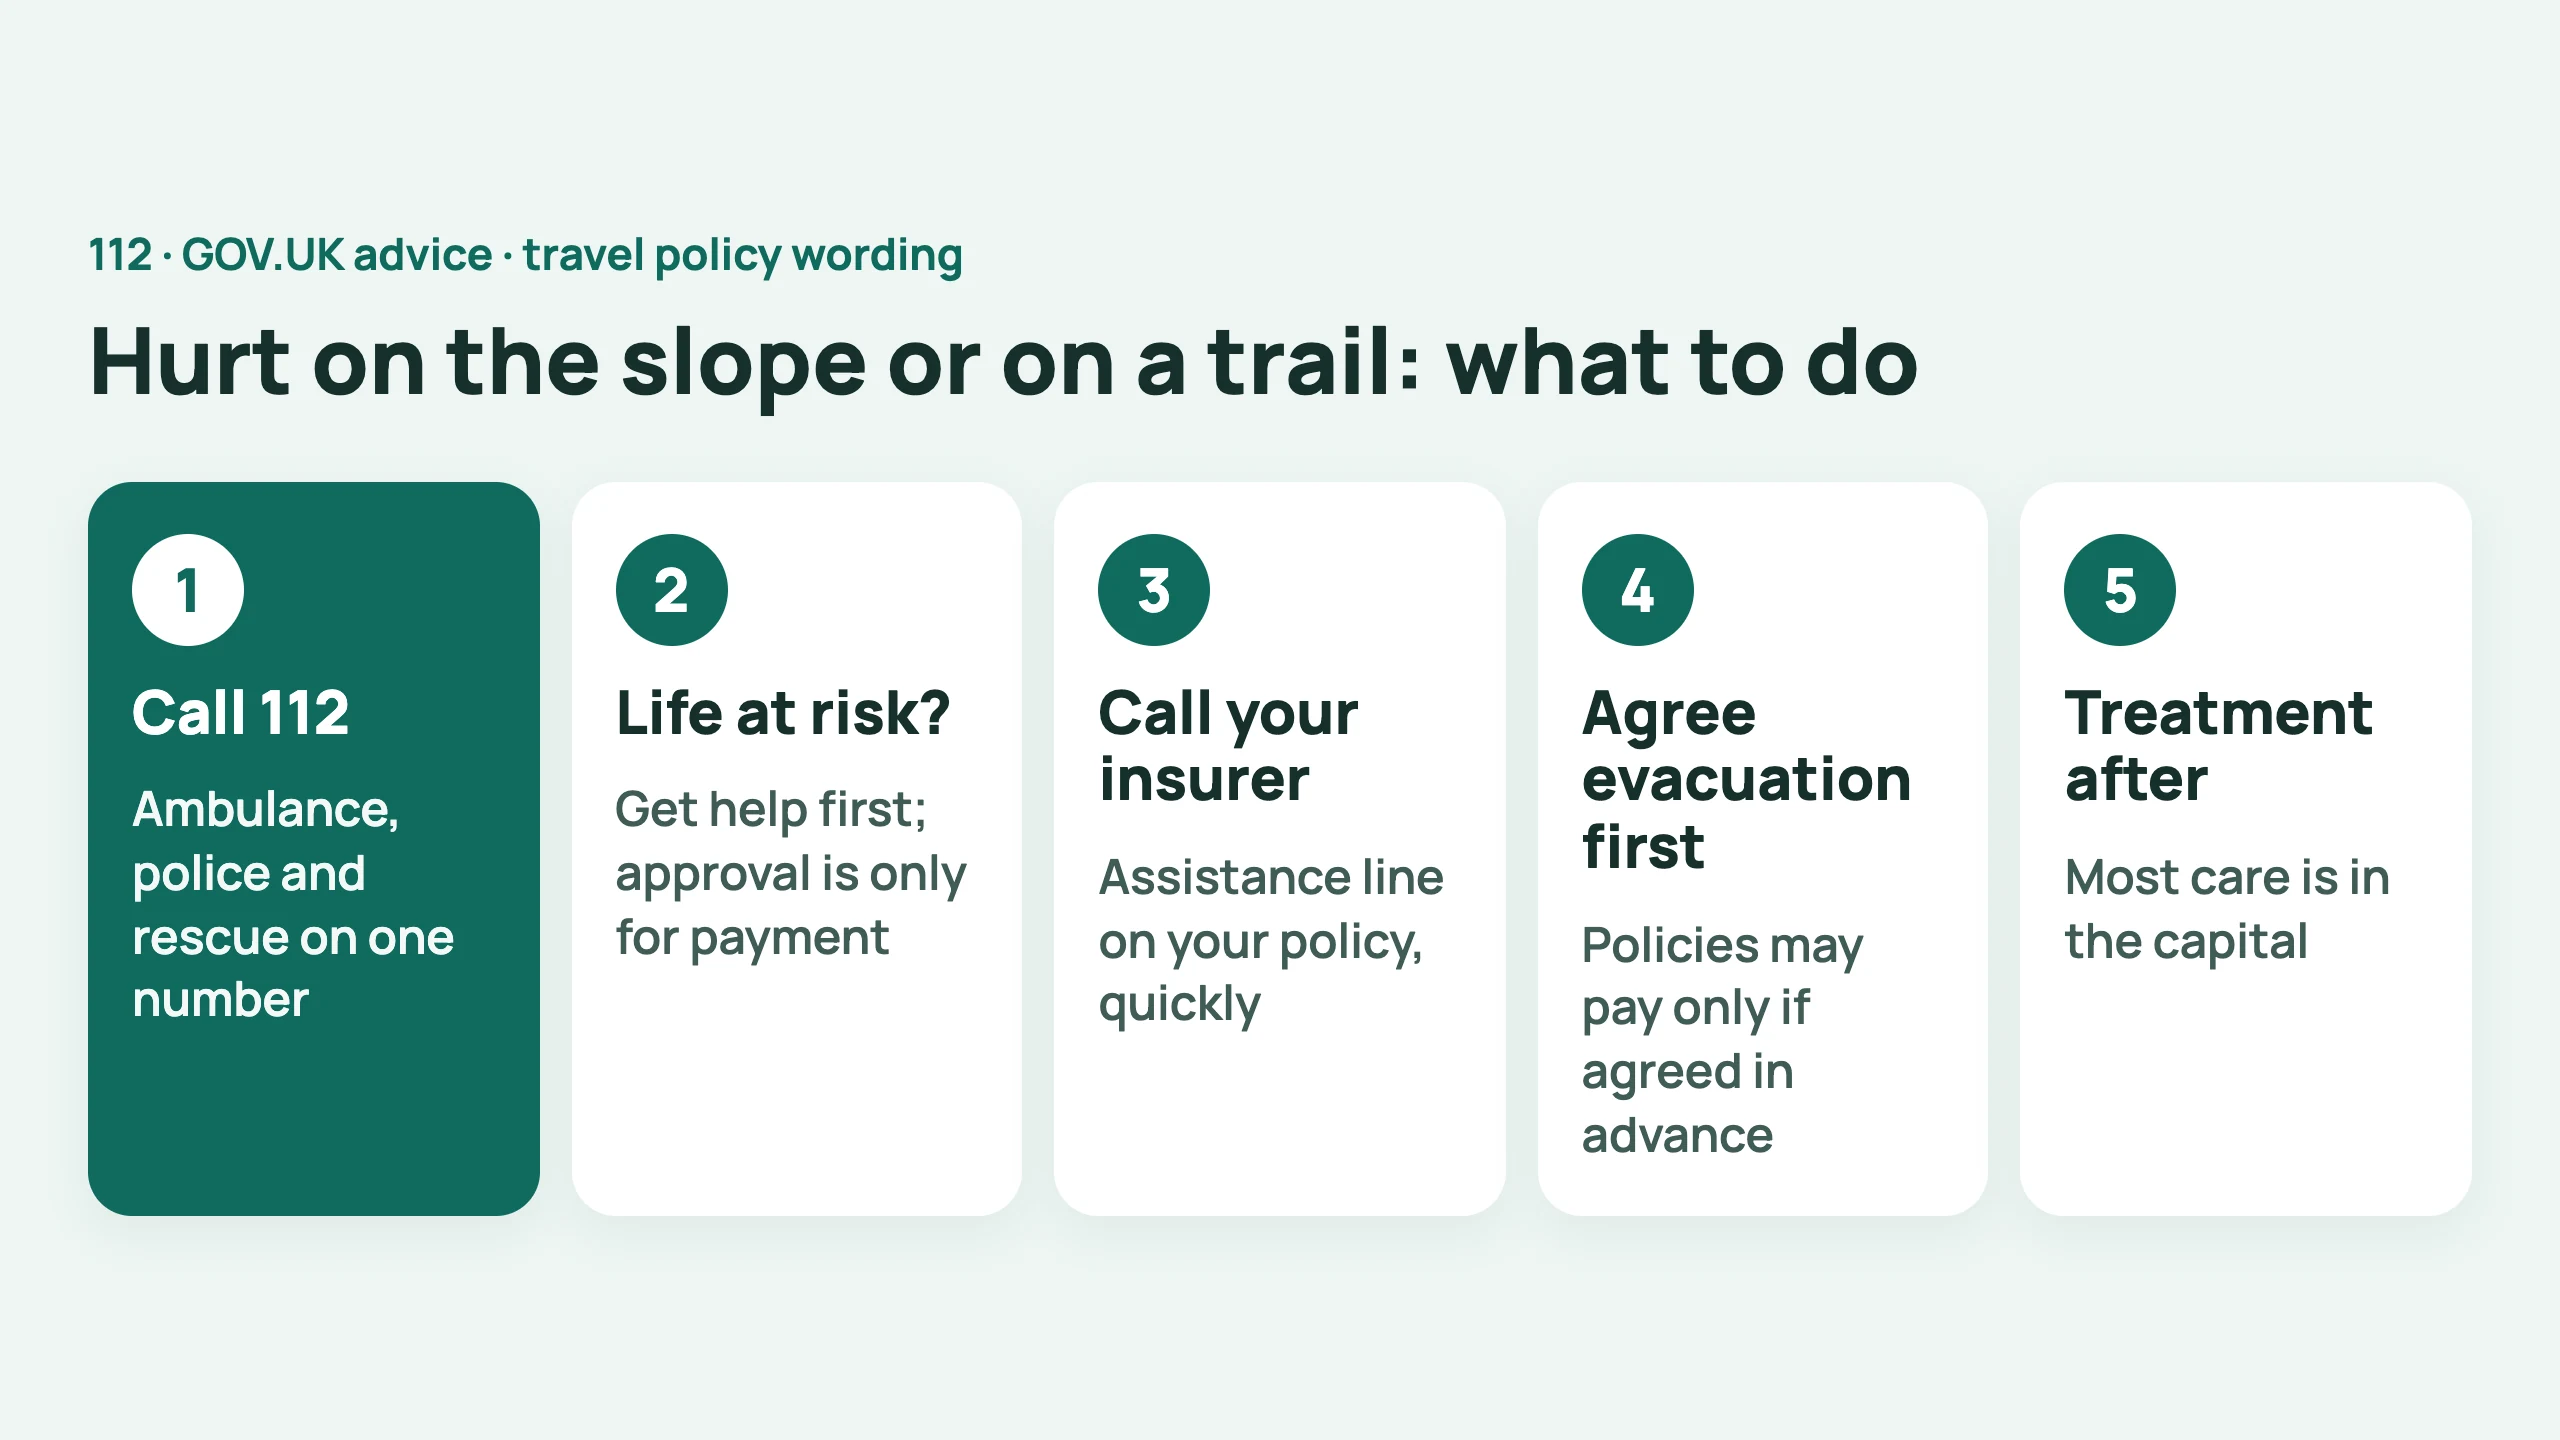 112 · GOV.UK advice · travel policy wording
Hurt on the slope or on a trail: what to do
1
Call 112
Ambulance,
police and
rescue on one
number
2
Life at risk?
Get help first;
approval is only
for payment
3
Call your
insurer
Assistance line
on your policy,
quickly
4
Agree
evacuation
first
Policies may
pay only if
agreed in
advance
5
Treatment
after
Most care is in
the capital